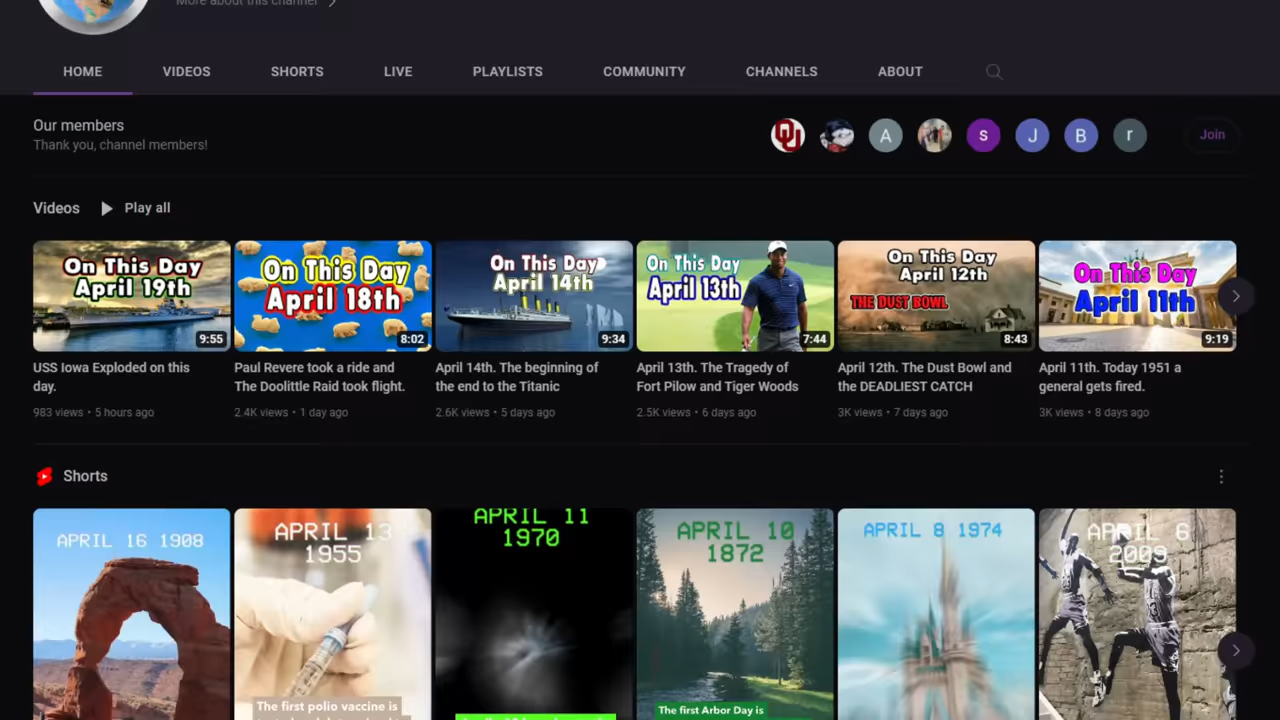 More about this channel
HOME VIDEOS SHORTS LIVE PLAYLISTS COMMUNITY CHANNELS ABOUT
Our members
Thank you, channel members!
OU A s J B r Join
Videos Play all
On This Day
April 19th
9:55
On This Day
April 18th
8:02
On This Day
April 14th
9:34
On This Day
April 13th
7:44
On This Day
April 12th
THE DUST BOWL
8:43
On This Day
April 11th
9:19
USS Iowa Exploded on this
day.
983 views • 5 hours ago
Paul Revere took a ride and
The Doolittle Raid took flight.
2.4K views • 1 day ago
April 14th. The beginning of
the end to the Titanic
2.6K views • 5 days ago
April 13th. The Tragedy of
Fort Pilow and Tiger Woods
2.5K views • 6 days ago
April 12th. The Dust Bowl and
the DEADLIEST CATCH
3K views • 7 days ago
April 11th. Today 1951 a
general gets fired.
3K views • 8 days ago
Shorts
APRIL 16 1908
APRIL 13
1955
The first polio vaccine is
APRIL 11
1970
APRIL 10
1872
The first Arbor Day is
APRIL 8 1974
APRIL 6
2009